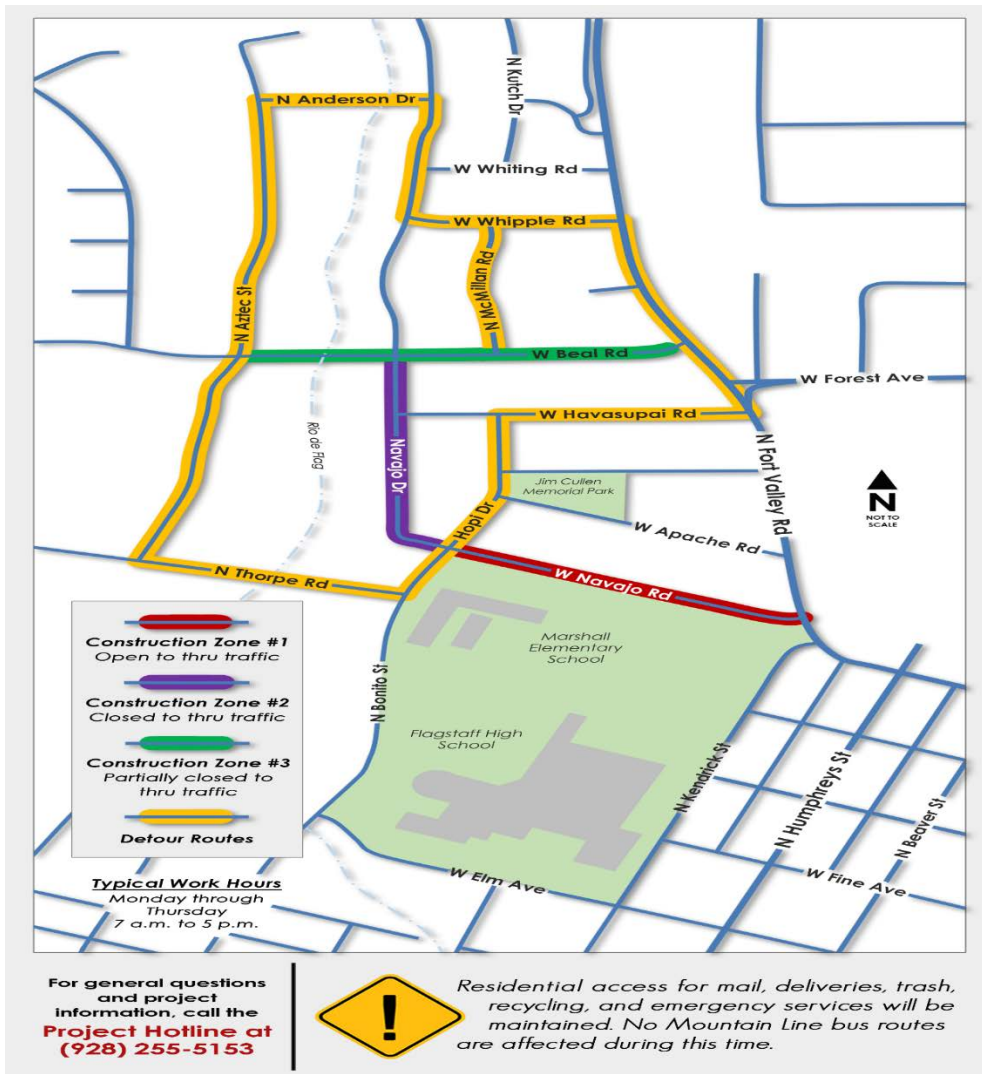 N Kutch Dr
N Anderson Dr
W Whiting Rd
W Whipple Rd
N McMillan Rd
N Aztec St
W Beal Rd
W Forest Ave
W Havasupai Rd
Rio de Flag
Navajo Dr
N Fort Valley Rd
Jim Cullen
Memorial Park
N
NOT TO
SCALE
Hopi Dr
W Apache Rd
N Thorpe Rd
W Navajo Rd
Construction Zone #1
Open to thru traffic
Construction Zone #2
Closed to thru traffic
Construction Zone #3
Partially closed to
thru traffic
Detour Routes
Marshall
Elementary
School
N Bonito St
Flagstaff High
School
N Kendrick St
N Humphreys St
N Beaver St
W Elm Ave
W Fine Ave
Typical Work Hours
Monday through
Thursday
7 a.m. to 5 p.m.
For general questions
and project
information, call the
Project Hotline at
(928) 255-5153
!
Residential access for mail, deliveries, trash,
recycling, and emergency services will be
maintained. No Mountain Line bus routes
are affected during this time.